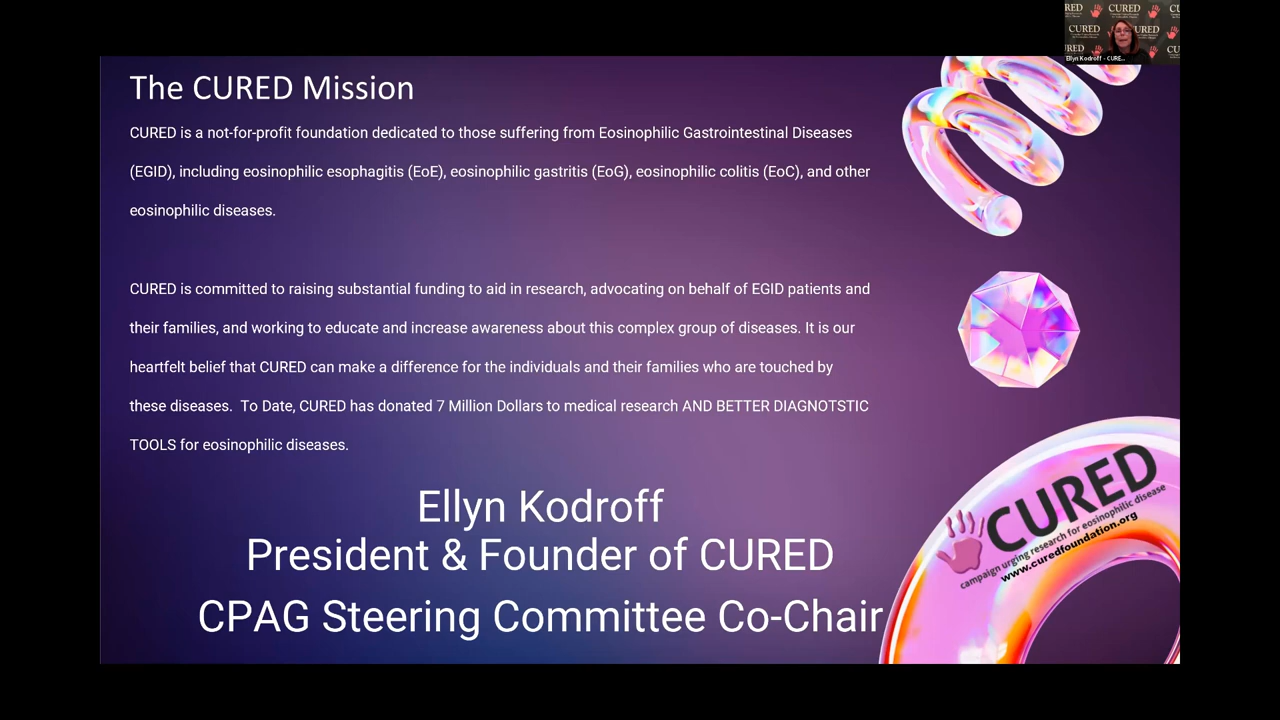 CURED
CURED
CURED
Ellyn Kodroff - CURE...
The CURED Mission
CURED is a not-for-profit foundation dedicated to those suffering from Eosinophilic Gastrointestinal Diseases
(EGID), including eosinophilic esophagitis (EoE), eosinophilic gastritis (EoG), eosinophilic colitis (EoC), and other
eosinophilic diseases.
CURED is committed to raising substantial funding to aid in research, advocating on behalf of EGID patients and
their families, and working to educate and increase awareness about this complex group of diseases. It is our
heartfelt belief that CURED can make a difference for the individuals and their families who are touched by
these diseases.  To Date, CURED has donated 7 Million Dollars to medical research AND BETTER DIAGNOTSTIC
TOOLS for eosinophilic diseases.
Ellyn Kodroff
President & Founder of CURED
CPAG Steering Committee Co-Chair
CURED
campaign urging research for eosinophilic disease
www.curedfoundation.org